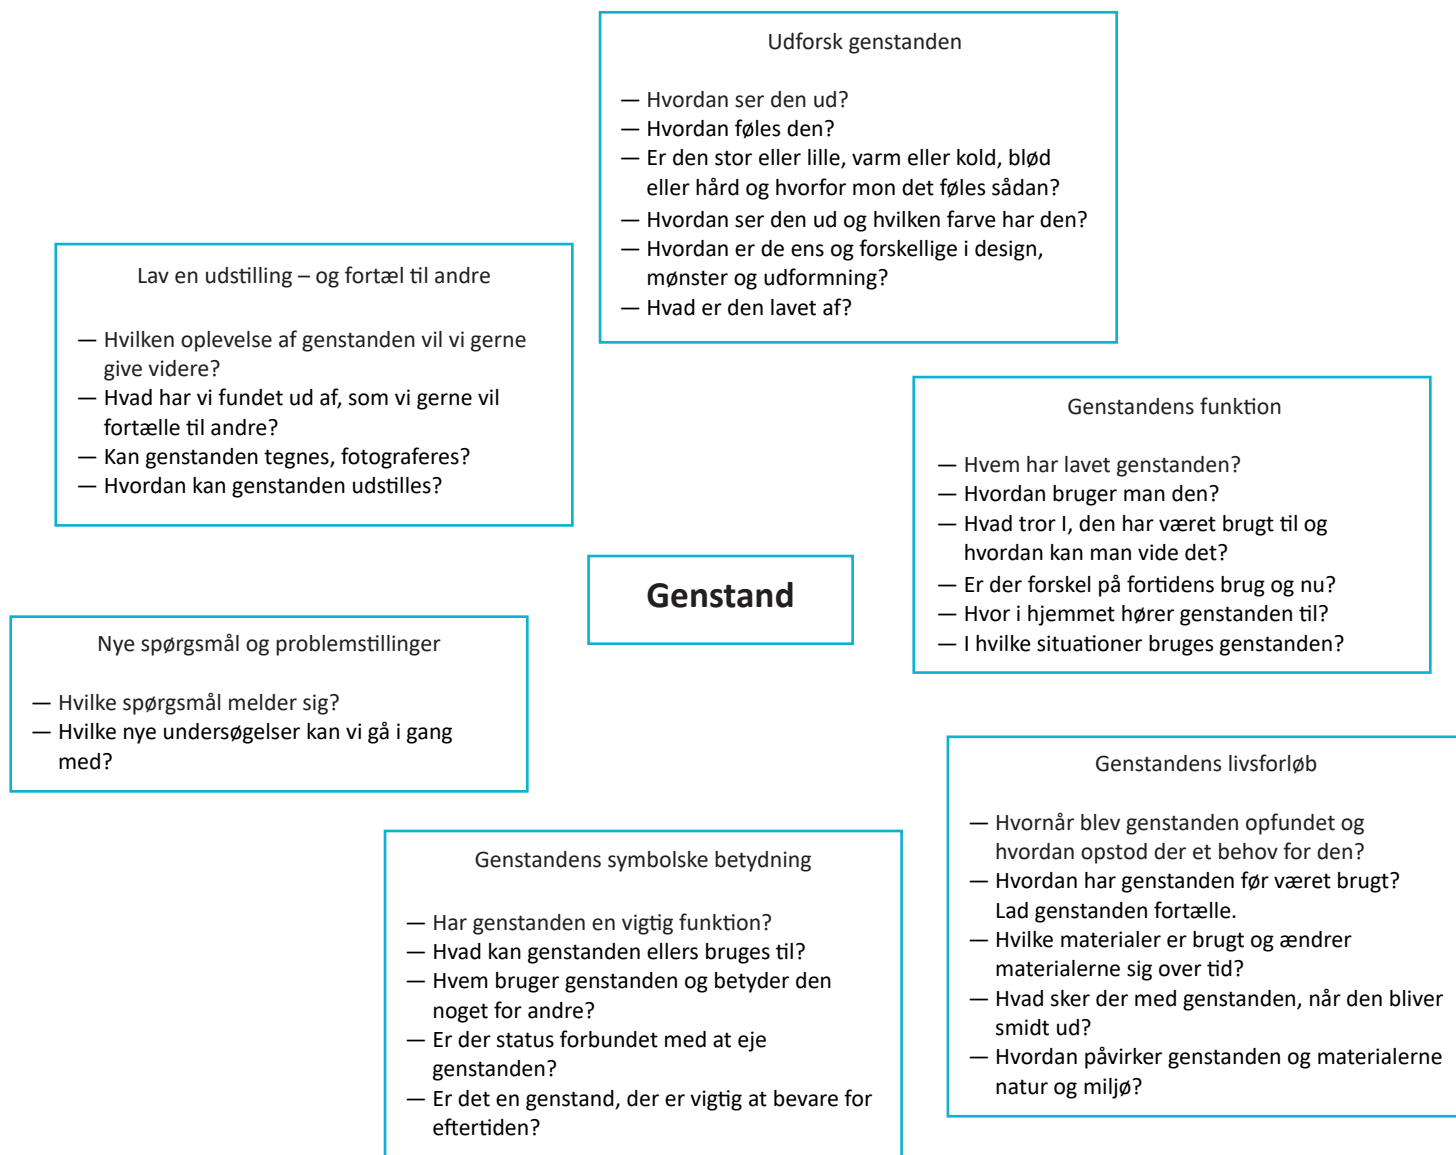 Udforsk genstanden
— Hvordan ser den ud?
— Hvordan føles den?
— Er den stor eller lille, varm eller kold, blød
eller hård og hvorfor mon det føles sådan?
— Hvordan ser den ud og hvilken farve har den?
— Hvordan er de ens og forskellige i design,
mønster og udformning?
— Hvad er den lavet af?
Lav en udstilling – og fortæl til andre
— Hvilken oplevelse af genstanden vil vi gerne
give videre?
— Hvad har vi fundet ud af, som vi gerne vil
fortælle til andre?
— Kan genstanden tegnes, fotograferes?
— Hvordan kan genstanden udstilles?
Genstandens funktion
— Hvem har lavet genstanden?
— Hvordan bruger man den?
— Hvad tror I, den har været brugt til og
hvordan kan man vide det?
— Er der forskel på fortidens brug og nu?
— Hvor i hjemmet hører genstanden til?
— I hvilke situationer bruges genstanden?
Genstand
Nye spørgsmål og problemstillinger
— Hvilke spørgsmål melder sig?
— Hvilke nye undersøgelser kan vi gå i gang
med?
Genstandens livsforløb
— Hvornår blev genstanden opfundet og
hvordan opstod der et behov for den?
— Hvordan har genstanden før været brugt?
Lad genstanden fortælle.
— Hvilke materialer er brugt og ændrer
materialerne sig over tid?
— Hvad sker der med genstanden, når den bliver
smidt ud?
— Hvordan påvirker genstanden og materialerne
natur og miljø?
Genstandens symbolske betydning
— Har genstanden en vigtig funktion?
— Hvad kan genstanden ellers bruges til?
— Hvem bruger genstanden og betyder den
noget for andre?
— Er der status forbundet med at eje
genstanden?
— Er det en genstand, der er vigtig at bevare for
eftertiden?